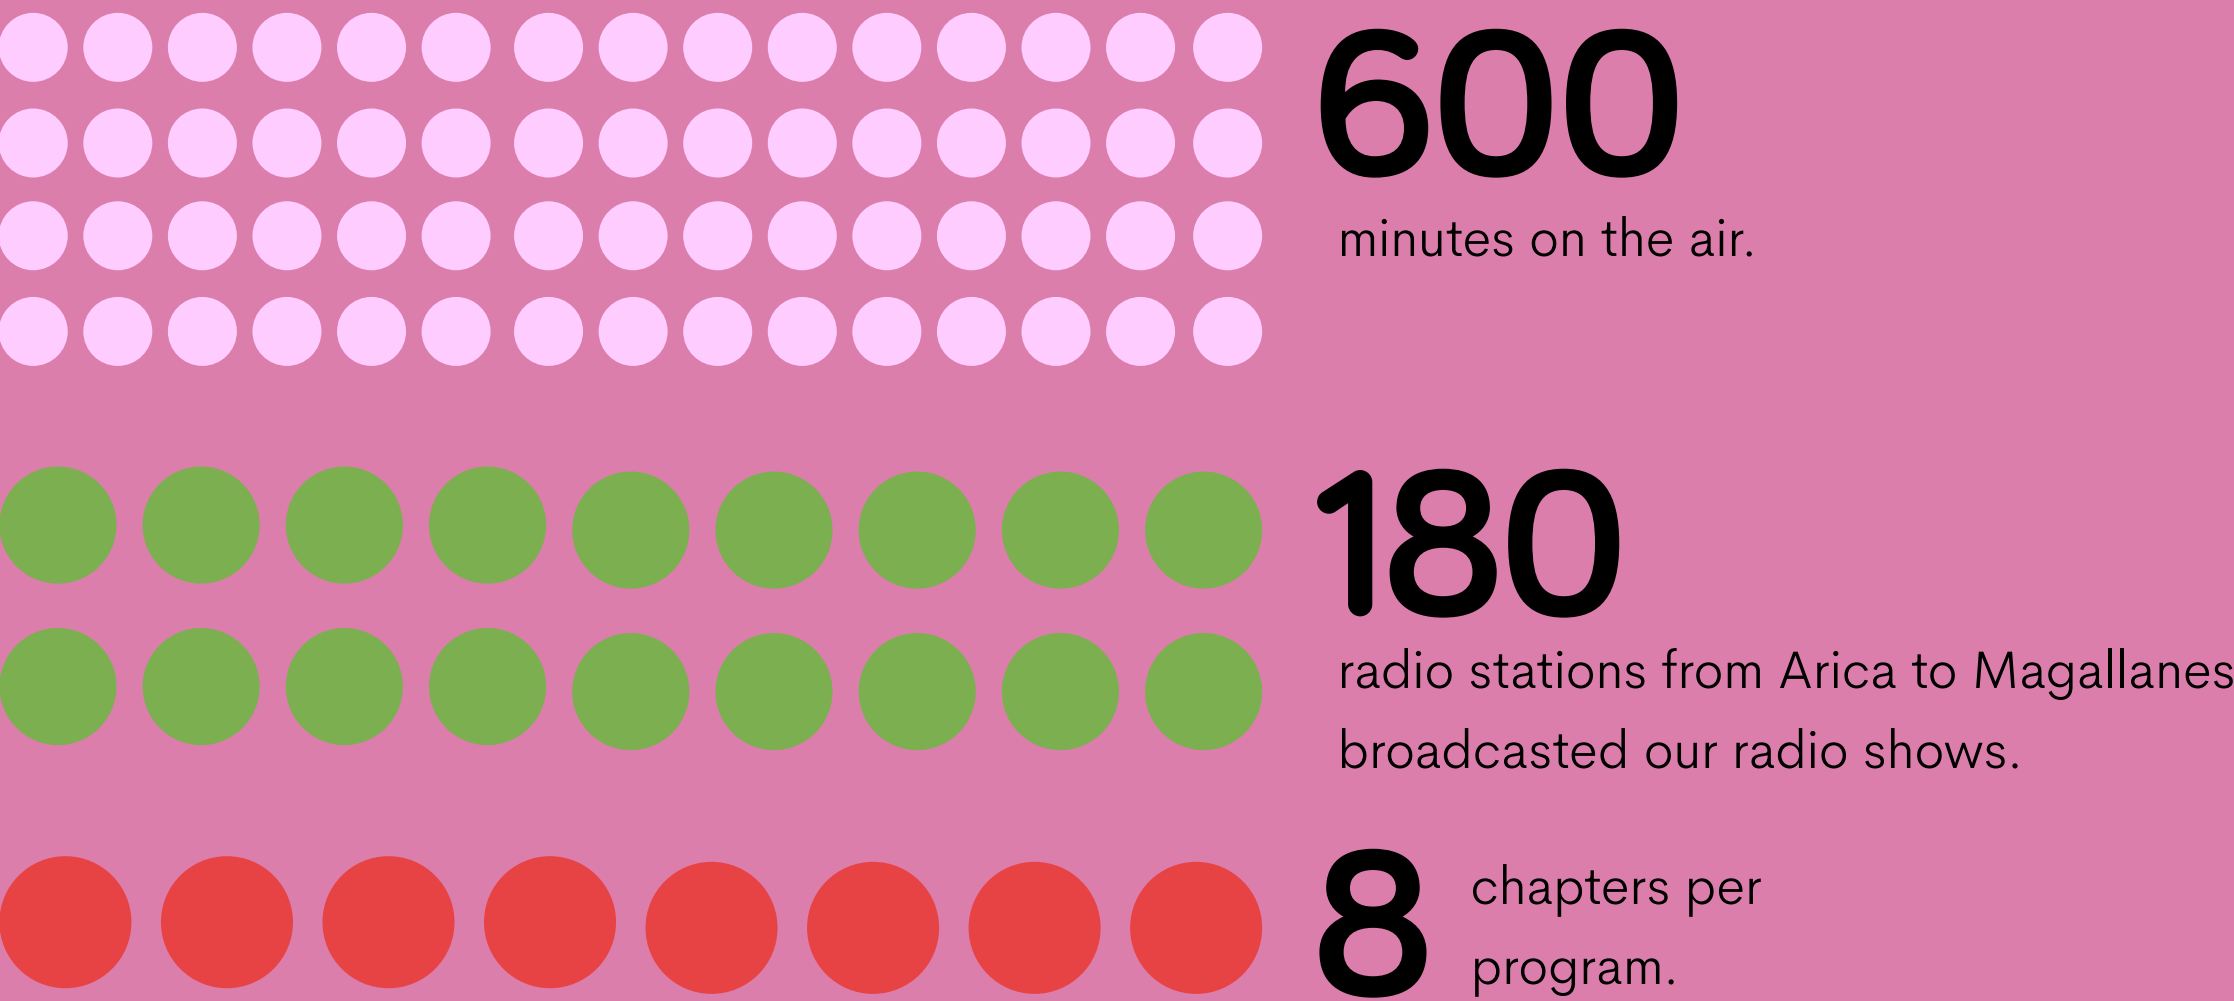 600
minutes on the air.
180
radio stations from Arica to Magallanes
broadcasted our radio shows.
8
chapters per
program.